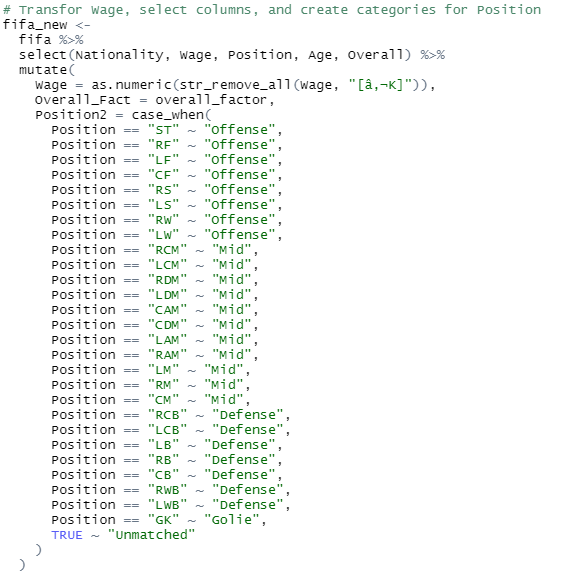 # Transfor Wage, select columns, and create categories for Position
fifa_new <-
  fifa %>%
  select(Nationality, Wage, Position, Age, Overall) %>%
  mutate(
    Wage = as.numeric(str_remove_all(Wage, "[â‚¬K]")),
    Overall_Fact = overall_factor,
    Position2 = case_when(
      Position == "ST" ~ "Offense",
      Position == "RF" ~ "Offense",
      Position == "LF" ~ "Offense",
      Position == "CF" ~ "Offense",
      Position == "RS" ~ "Offense",
      Position == "LS" ~ "Offense",
      Position == "RW" ~ "Offense",
      Position == "LW" ~ "Offense",
      Position == "RCM" ~ "Mid",
      Position == "LCM" ~ "Mid",
      Position == "RDM" ~ "Mid",
      Position == "LDM" ~ "Mid",
      Position == "CAM" ~ "Mid",
      Position == "CDM" ~ "Mid",
      Position == "LAM" ~ "Mid",
      Position == "RAM" ~ "Mid",
      Position == "LM" ~ "Mid",
      Position == "RM" ~ "Mid",
      Position == "CM" ~ "Mid",
      Position == "RCB" ~ "Defense",
      Position == "LCB" ~ "Defense",
      Position == "LB" ~ "Defense",
      Position == "RB" ~ "Defense",
      Position == "CB" ~ "Defense",
      Position == "RWB" ~ "Defense",
      Position == "LWB" ~ "Defense",
      Position == "GK" ~ "Golie",
      TRUE ~ "Unmatched"
    )
  )